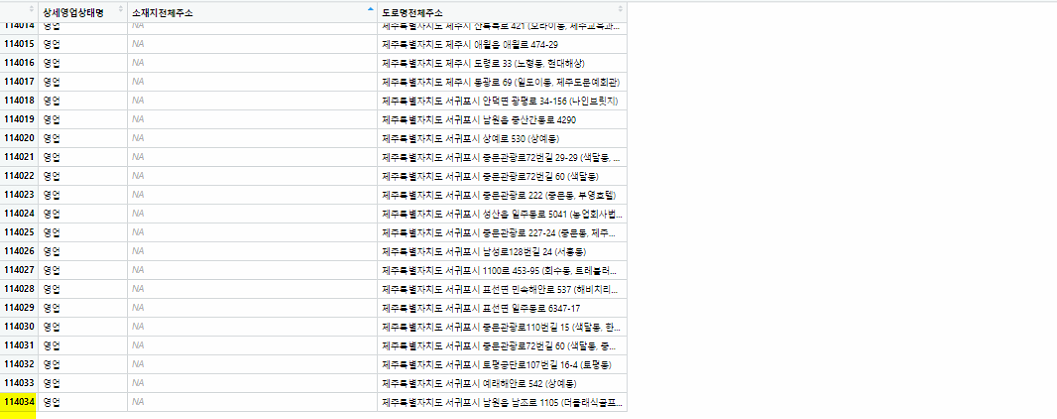 상세영업상태명 소재지전체주소 도로명전체주소
114014 영업 NA 제주특별자치도 제주시 산록북로 421 (오라이동, 제주교육과...
114015 영업 NA 제주특별자치도 제주시 애월읍 애월로 474-29
114016 영업 NA 제주특별자치도 제주시 도령로 33 (노형동, 현대해상)
114017 영업 NA 제주특별자치도 제주시 동광로 69 (일도이동, 제주도문예회관)
114018 영업 NA 제주특별자치도 서귀포시 안덕면 광평로 34-156 (나인브릿지)
114019 영업 NA 제주특별자치도 서귀포시 남원읍 중산간동로 4290
114020 영업 NA 제주특별자치도 서귀포시 상예로 530 (상예동)
114021 영업 NA 제주특별자치도 서귀포시 중문관광로72번길 29-29 (색달동, ...
114022 영업 NA 제주특별자치도 서귀포시 중문관광로72번길 60 (색달동)
114023 영업 NA 제주특별자치도 서귀포시 중문관광로 222 (중문동, 부영호텔)
114024 영업 NA 제주특별자치도 서귀포시 성산읍 일주동로 5041 (농업회사법...
114025 영업 NA 제주특별자치도 서귀포시 중문관광로 227-24 (중문동, 제주...
114026 영업 NA 제주특별자치도 서귀포시 남성로128번길 24 (서홍동)
114027 영업 NA 제주특별자치도 서귀포시 1100로 453-95 (회수동, 트레블러...
114028 영업 NA 제주특별자치도 서귀포시 표선면 민속해안로 537 (해비치리...
114029 영업 NA 제주특별자치도 서귀포시 표선면 일주동로 6347-17
114030 영업 NA 제주특별자치도 서귀포시 중문관광로110번길 15 (색달동, 한...
114031 영업 NA 제주특별자치도 서귀포시 중문관광로72번길 60 (색달동, 중...
114032 영업 NA 제주특별자치도 서귀포시 토평공단로107번길 16-4 (토평동)
114033 영업 NA 제주특별자치도 서귀포시 예래해안로 542 (상예동)
114034 영업 NA 제주특별자치도 서귀포시 남원읍 남조로 1105 (더클래식골프...